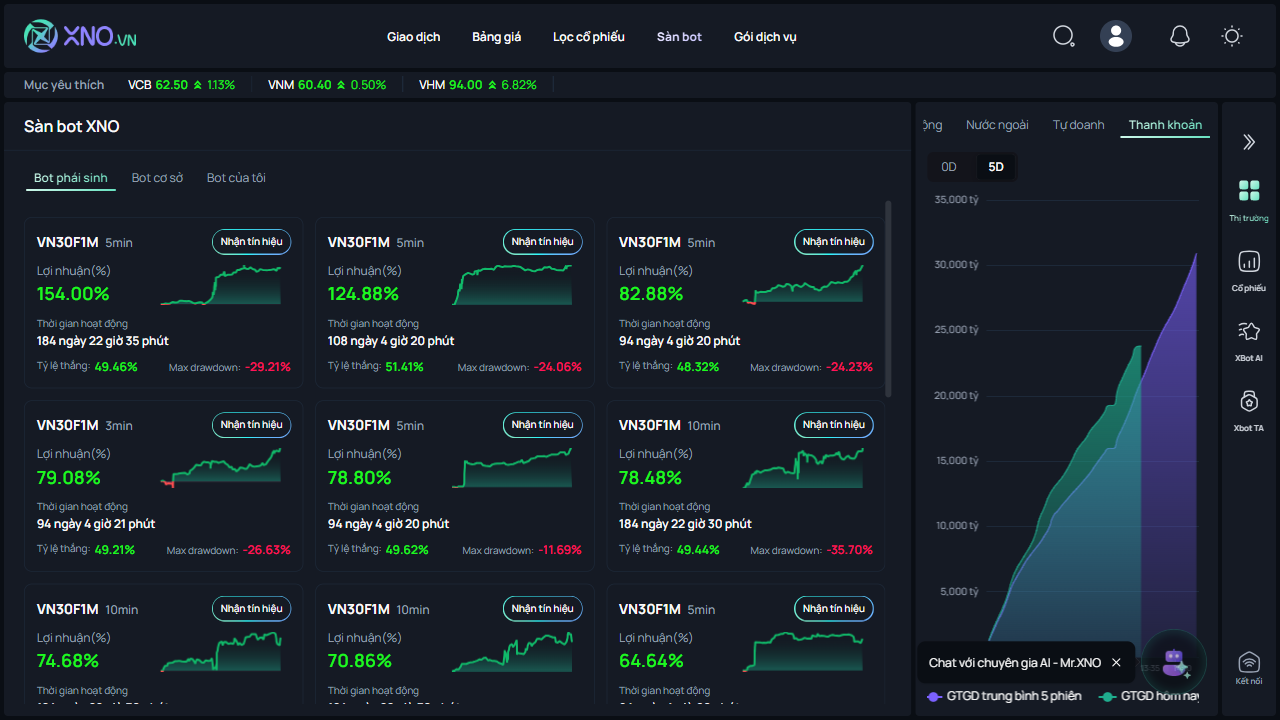 XNO.VN
Giao dịch Bảng giá Lọc cổ phiếu Sàn bot Gói dịch vụ
Mục yêu thích VCB 62.50 1.13% VNM 60.40 0.50% VHM 94.00 6.82%
Sàn bot XNO
Bot phái sinh Bot cơ sở Bot của tôi
VN30F1M 5min Nhận tín hiệu
Lợi nhuận(%)
154.00%
Thời gian hoạt động
184 ngày 22 giờ 35 phút
Tỷ lệ thắng: 49.46% Max drawdown: -29.21%
VN30F1M 5min Nhận tín hiệu
Lợi nhuận(%)
124.88%
Thời gian hoạt động
108 ngày 4 giờ 20 phút
Tỷ lệ thắng: 51.41% Max drawdown: -24.06%
VN30F1M 5min Nhận tín hiệu
Lợi nhuận(%)
82.88%
Thời gian hoạt động
94 ngày 4 giờ 20 phút
Tỷ lệ thắng: 48.32% Max drawdown: -24.23%
VN30F1M 3min Nhận tín hiệu
Lợi nhuận(%)
79.08%
Thời gian hoạt động
94 ngày 4 giờ 21 phút
Tỷ lệ thắng: 49.21% Max drawdown: -26.63%
VN30F1M 5min Nhận tín hiệu
Lợi nhuận(%)
78.80%
Thời gian hoạt động
94 ngày 4 giờ 20 phút
Tỷ lệ thắng: 49.62% Max drawdown: -11.69%
VN30F1M 10min Nhận tín hiệu
Lợi nhuận(%)
78.48%
Thời gian hoạt động
184 ngày 22 giờ 30 phút
Tỷ lệ thắng: 49.44% Max drawdown: -35.70%
VN30F1M 10min Nhận tín hiệu
Lợi nhuận(%)
74.68%
Thời gian hoạt động
VN30F1M 10min Nhận tín hiệu
Lợi nhuận(%)
70.86%
Thời gian hoạt động
VN30F1M 5min Nhận tín hiệu
Lợi nhuận(%)
64.64%
Thời gian hoạt động
ộng Nước ngoài Tự doanh Thanh khoản
0D 5D
35,000 tỷ
30,000 tỷ
25,000 tỷ
20,000 tỷ
15,000 tỷ
10,000 tỷ
5,000 tỷ
Chat với chuyên gia AI - Mr.XNO
GTGD trung bình 5 phiên GTGD hôm nay
Thị trường
Cổ phiếu
XBot AI
Xbot TA
Kết nối